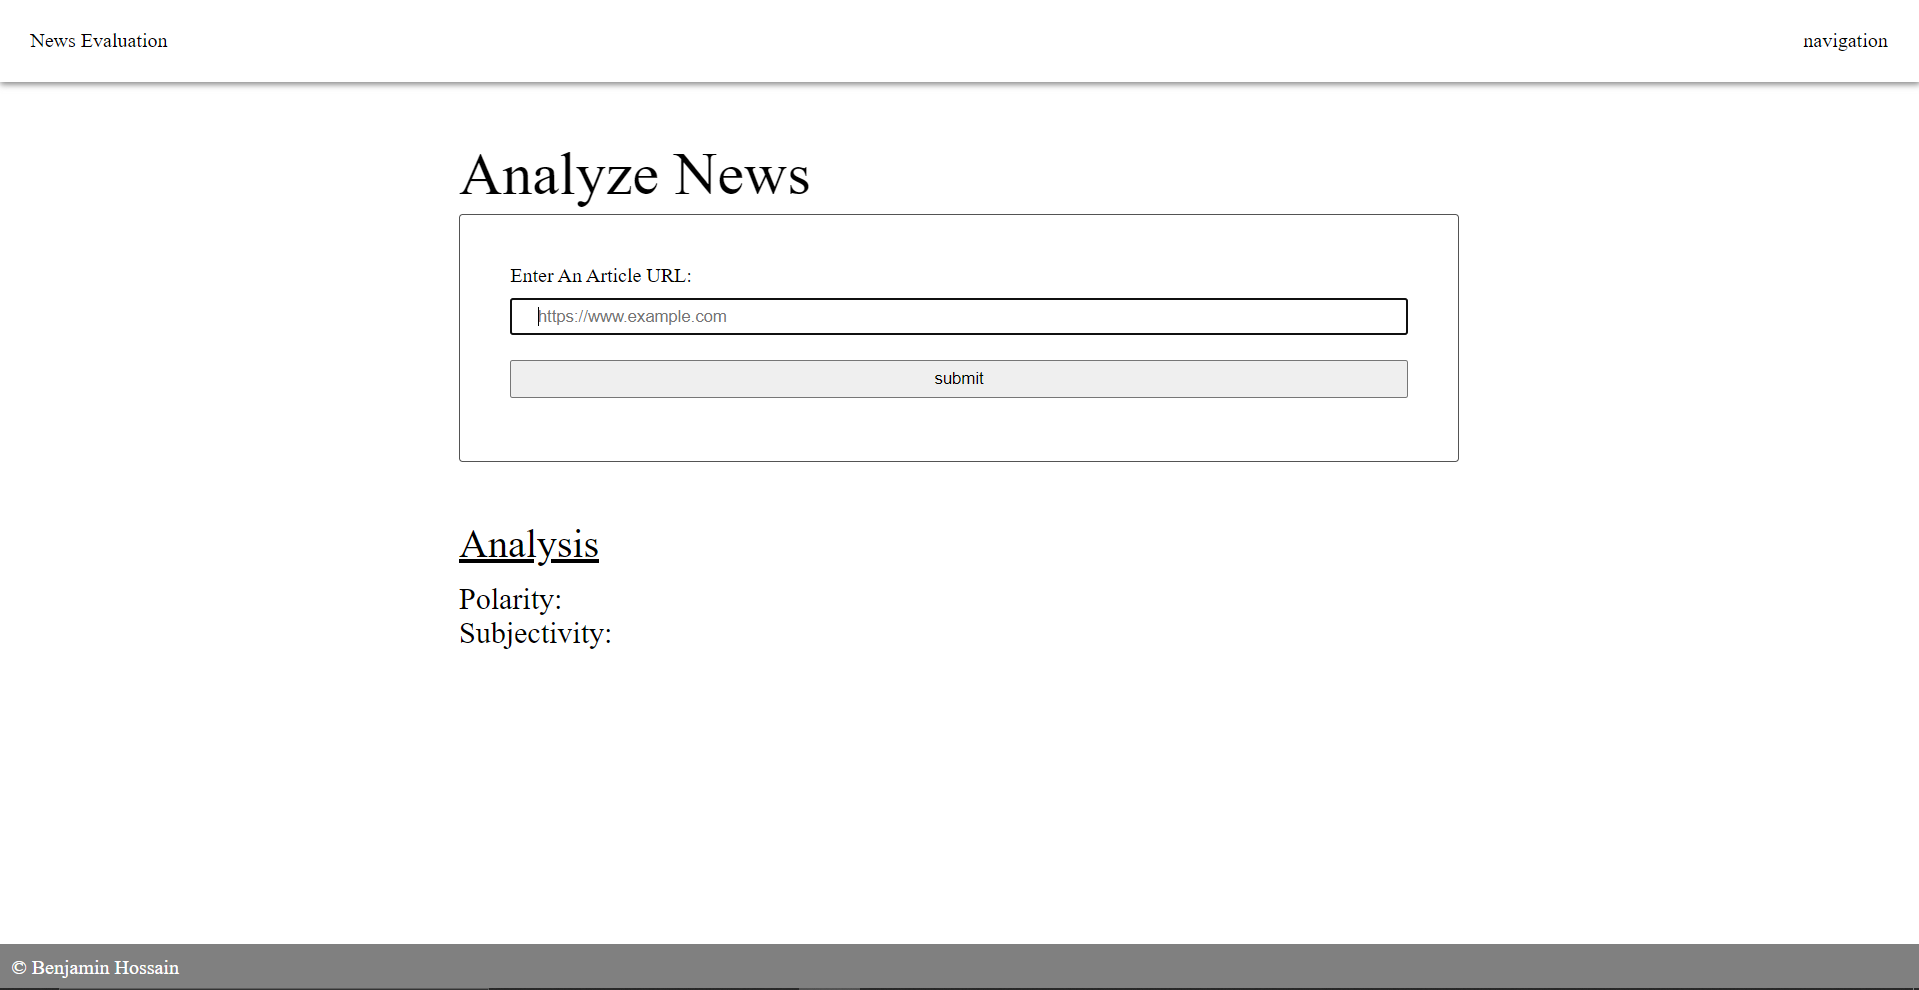 News Evaluation
navigation
Analyze News
Enter An Article URL:
https://www.example.com
submit
Analysis
Polarity:
Subjectivity:
© Benjamin Hossain